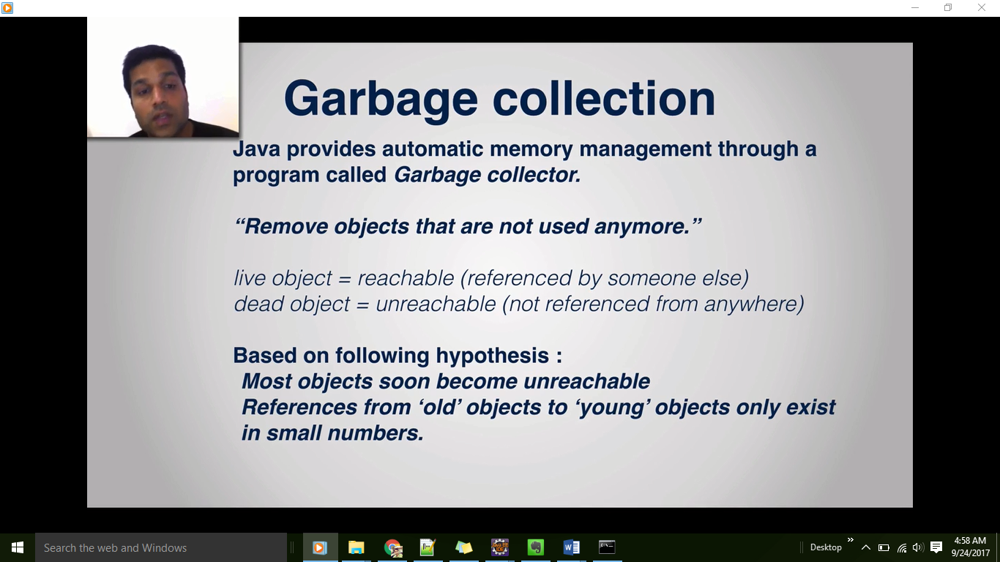 Garbage collection
Java provides automatic memory management through a
program called Garbage collector.
“Remove objects that are not used anymore.”
live object = reachable (referenced by someone else)
dead object = unreachable (not referenced from anywhere)
Based on following hypothesis :
Most objects soon become unreachable
References from ‘old’ objects to ‘young’ objects only exist
in small numbers.
Search the web and Windows
Desktop
4:58 AM
9/24/2017